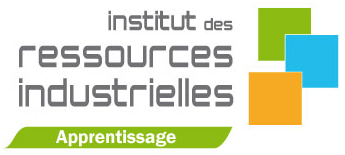 institut des
ressources
industrielles
Apprentissage